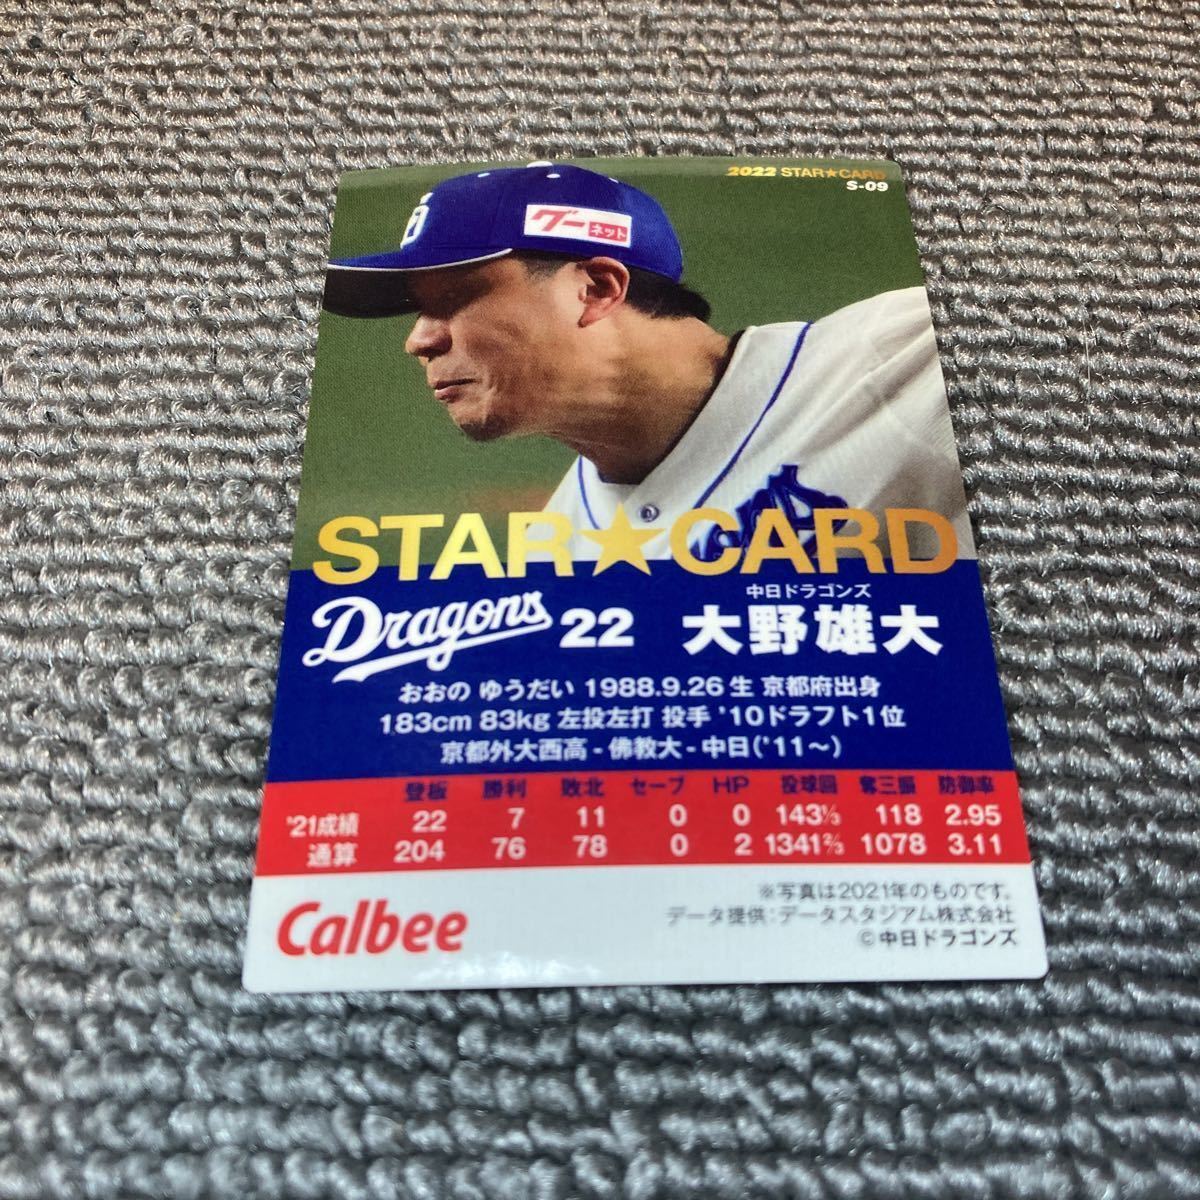 2022 STAR★CARD
S-09
グーネット
STAR★CARD
中日ドラゴンズ
Dragons 22 大野雄大
おおの ゆうだい 1988.9.26生 京都府出身
183cm 83kg 左投左打 投手 '10ドラフト1位
京都外大西高-佛教大-中日('11〜)
登板 勝利 敗北 セーブ HP 投球回 奪三振 防御率
'21成績 22 7 11 0 0 143⅓ 118 2.95
通算 204 76 78 0 2 1341⅔ 1078 3.11
Calbee
※写真は2021年のものです。
データ提供:データスタジアム株式会社
©中日ドラゴンズ